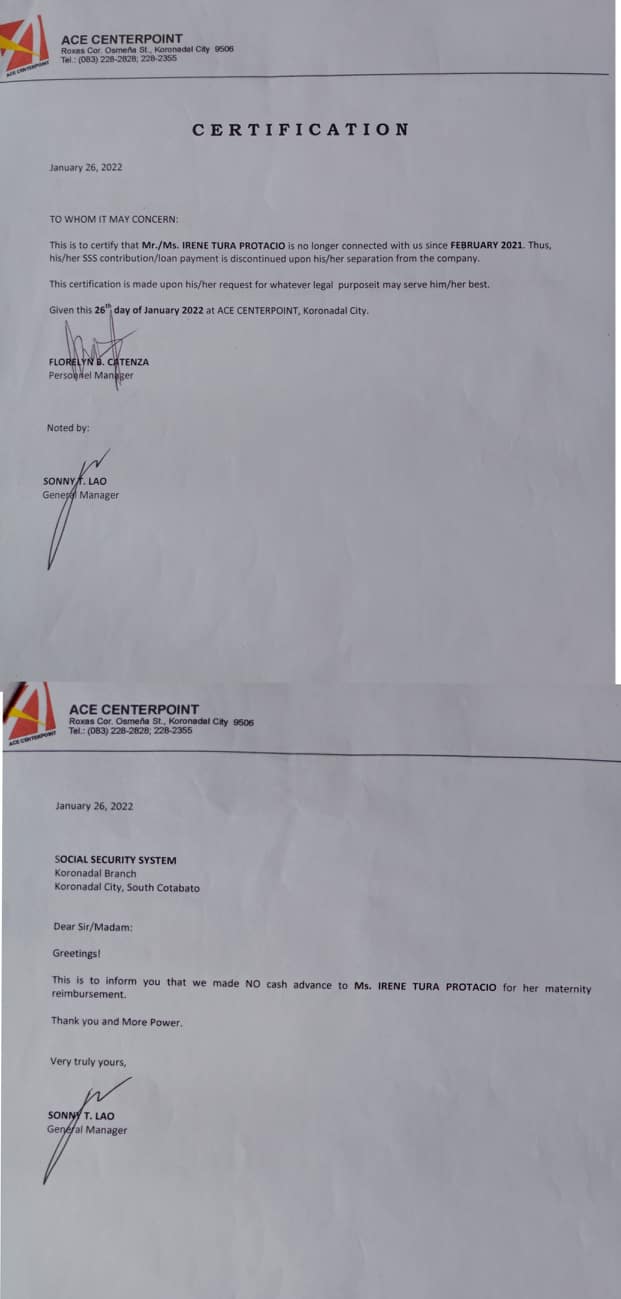 ACE CENTERPOINT
Roxas Cor. Osmeña St., Koronadal City 9506
Tel.: (083) 228-2828; 228-2355
ACE CENTERPOINT
CERTIFICATION
January 26, 2022
TO WHOM IT MAY CONCERN:
This is to certify that Mr./Ms. IRENE TURA PROTACIO is no longer connected with us since FEBRUARY 2021. Thus,
his/her SSS contribution/loan payment is discontinued upon his/her separation from the company.
This certification is made upon his/her request for whatever legal purposeit may serve him/her best.
Given this 26th day of January 2022 at ACE CENTERPOINT, Koronadal City.
FLORELYN B. CATENZA
Personnel Manager
Noted by:
SONNY T. LAO
General Manager
ACE CENTERPOINT
Roxas Cor. Osmeña St., Koronadal City 9506
Tel.: (083) 228-2828; 228-2355
ACE CENTERPOINT
January 26, 2022
SOCIAL SECURITY SYSTEM
Koronadal Branch
Koronadal City, South Cotabato
Dear Sir/Madam:
Greetings!
This is to inform you that we made NO cash advance to Ms. IRENE TURA PROTACIO for her maternity
reimbursement.
Thank you and More Power.
Very truly yours,
SONNY T. LAO
General Manager